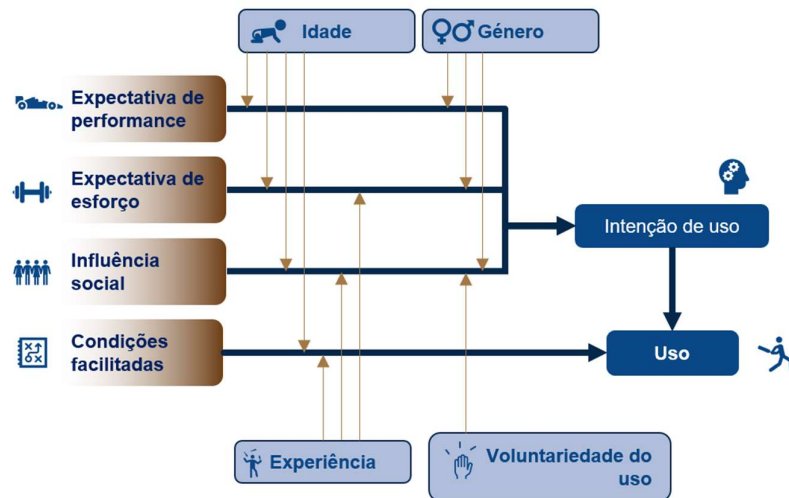 Idade
Género
Expectativa de
performance
Expectativa de
esforço
Intenção de uso
Influência
social
Condições
facilitadas
Uso
Experiência
Voluntariedade do
uso